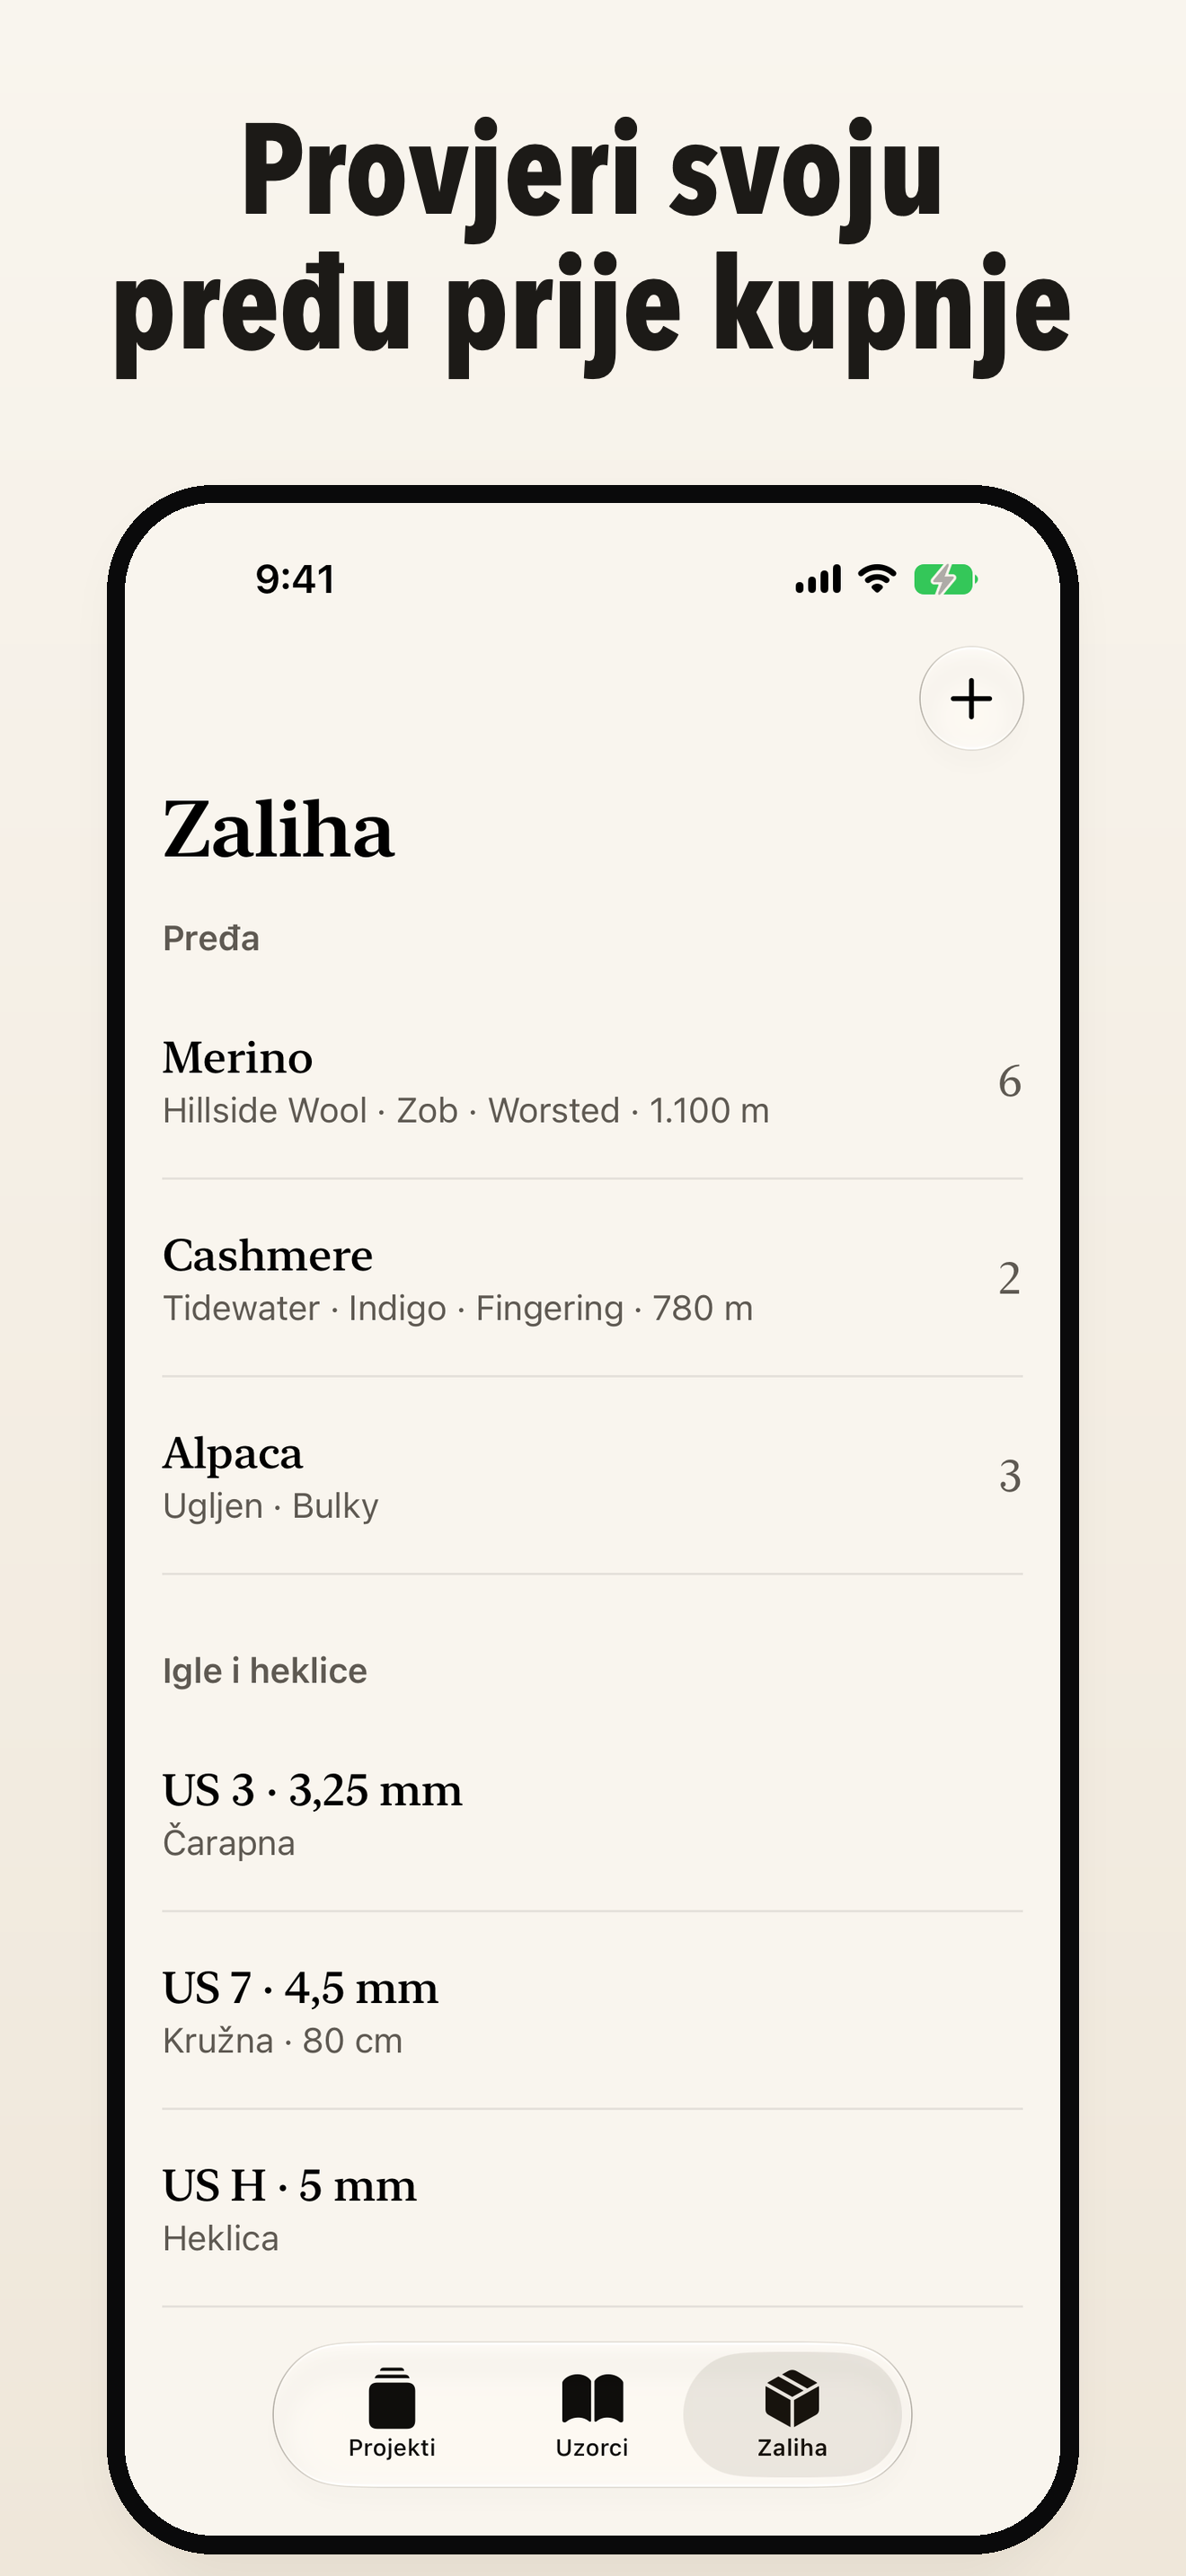 Provjeri svoju
pređu prije kupnje
9:41
Zaliha
Pređa
Merino
Hillside Wool · Zob · Worsted · 1.100 m
6
Cashmere
Tidewater · Indigo · Fingering · 780 m
2
Alpaca
Ugljen · Bulky
3
Igle i heklice
US 3 · 3,25 mm
Čarapna
US 7 · 4,5 mm
Kružna · 80 cm
US H · 5 mm
Heklica
Projekti
Uzorci
Zaliha